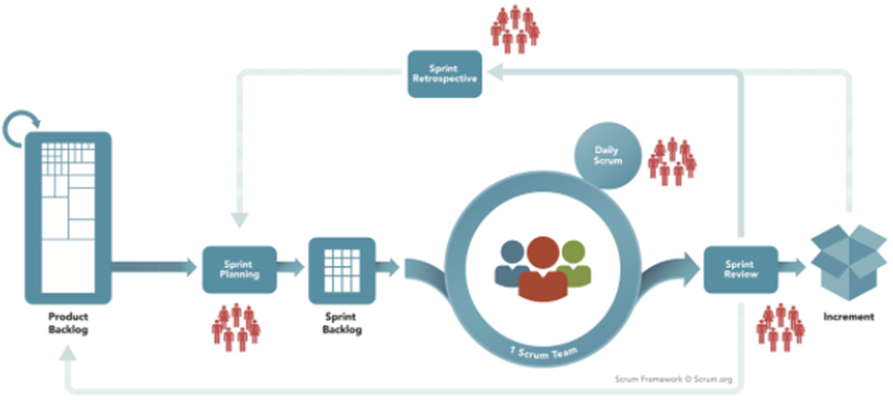 Sprint
Retrospective
Daily
Scrum
Sprint
Planning
Sprint
Review
Product
Backlog
Sprint
Backlog
Increment
1 Scrum Team
Scrum Framework © Scrum.org